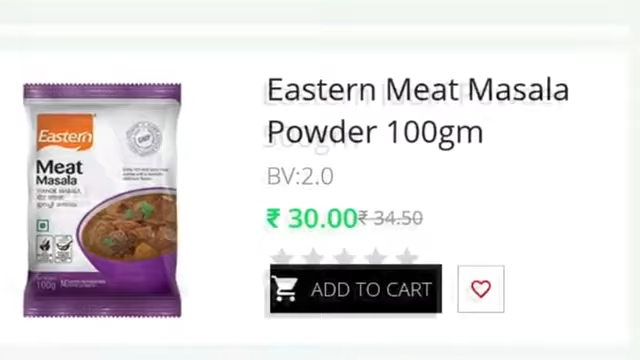 Eastern Meat Masala
Powder 100gm
BV:2.0
₹ 30.00 ₹ 34.50
ADD TO CART
Eastern
Meat
Masala
100g